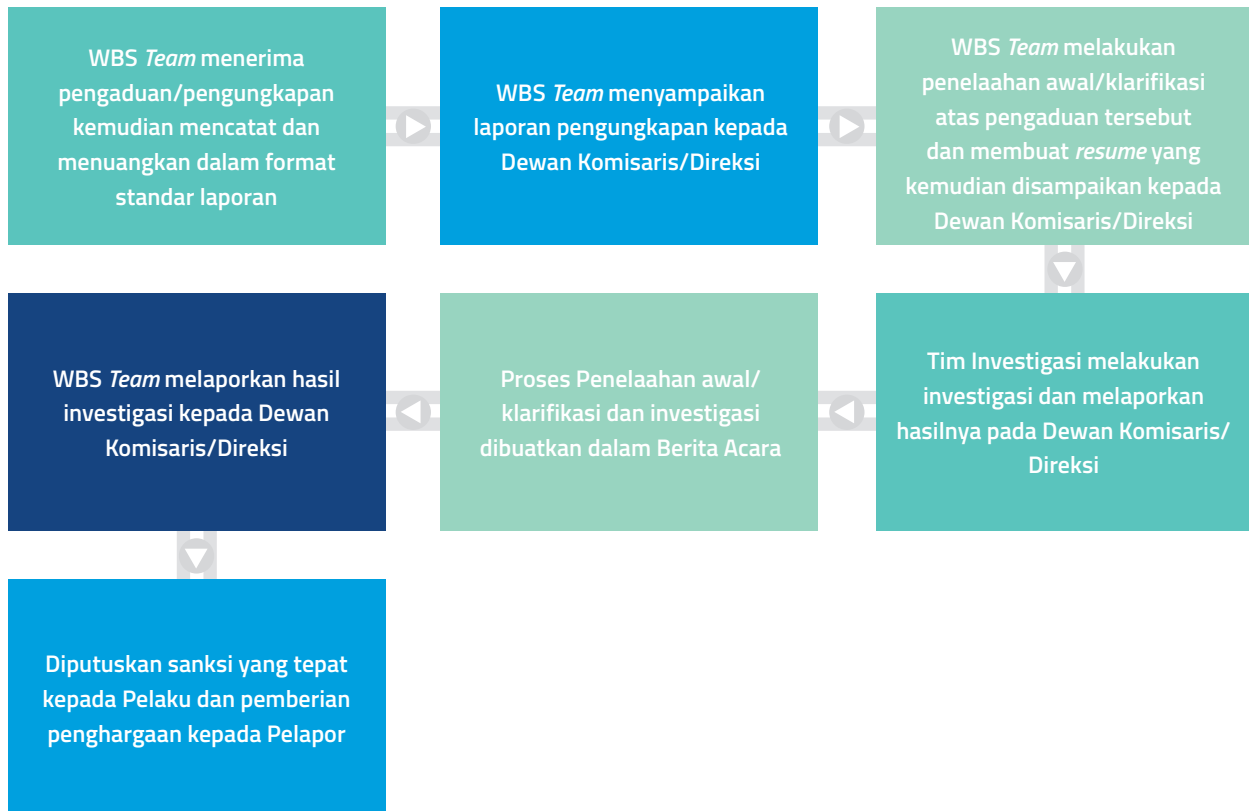 WBS Team menerima
pengaduan/pengungkapan
kemudian mencatat dan
menuangkan dalam format
standar laporan
WBS Team menyampaikan
laporan pengungkapan kepada
Dewan Komisaris/Direksi
WBS Team melakukan
penelaahan awal/klarifikasi
atas pengaduan tersebut
dan membuat resume yang
kemudian disampaikan kepada
Dewan Komisaris/Direksi
Tim Investigasi melakukan
investigasi dan melaporkan
hasilnya pada Dewan Komisaris/
Direksi
Proses Penelaahan awal/
klarifikasi dan investigasi
dibuatkan dalam Berita Acara
WBS Team melaporkan hasil
investigasi kepada Dewan
Komisaris/Direksi
Diputuskan sanksi yang tepat
kepada Pelaku dan pemberian
penghargaan kepada Pelapor